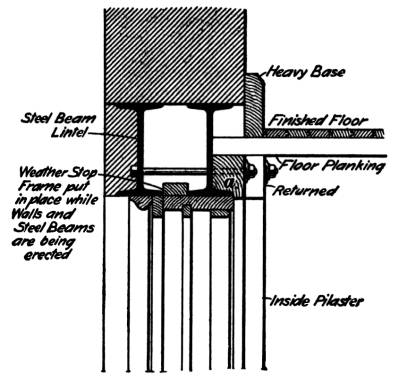 Heavy Base
Finished Floor
Steel Beam
Lintel
Floor Planking
Weather Stop
Frame put
in place while
Walls and
Steel Beams
are being
erected
a
Returned
Inside Pilaster